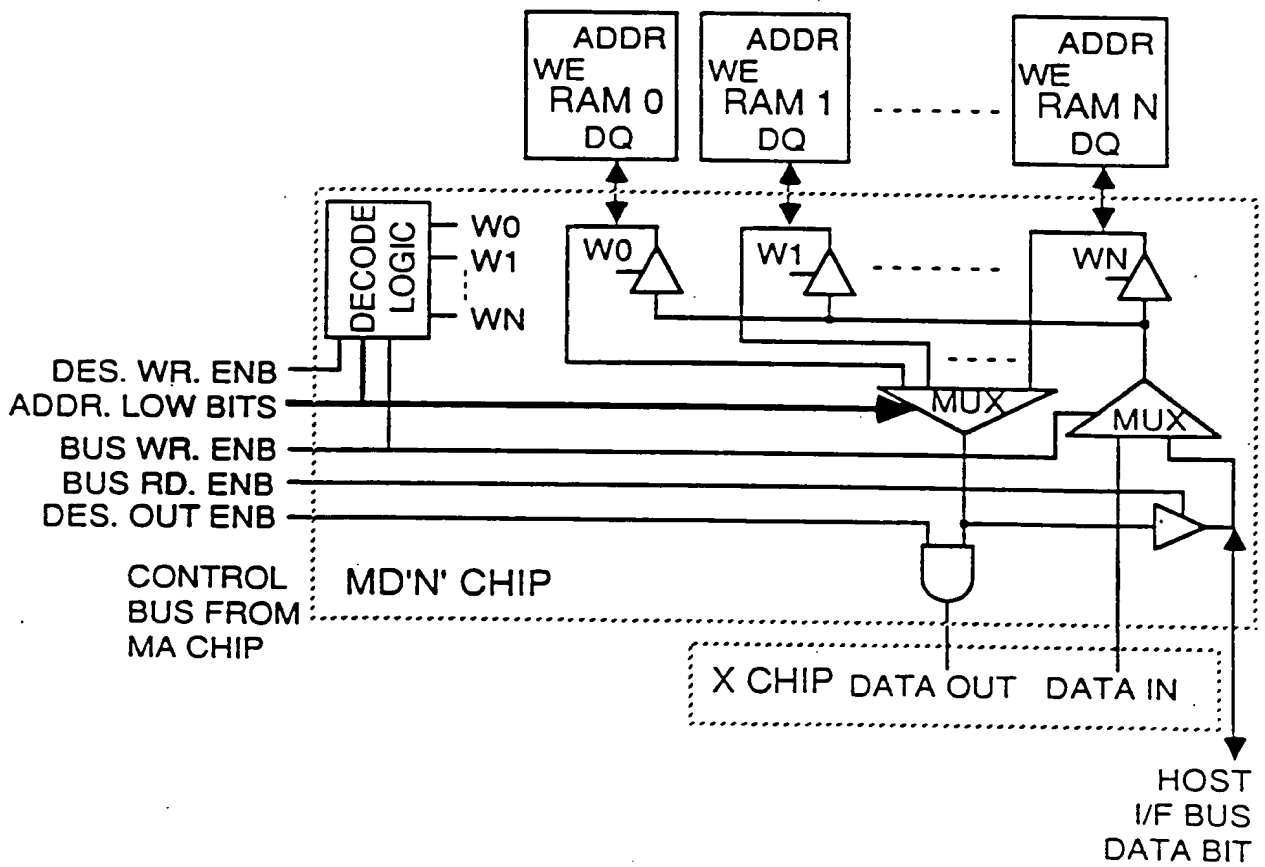 ADDR
WE
RAM 0
DQ
ADDR
WE
RAM 1
DQ
ADDR
WE
RAM N
DQ
DECODE
LOGIC
W0
W1
WN
W0
W1
WN
DES. WR. ENB
ADDR. LOW BITS
BUS WR. ENB
BUS RD. ENB
DES. OUT ENB
MUX
MUX
CONTROL
BUS FROM
MA CHIP
MD'N' CHIP
X CHIP DATA OUT DATA IN
HOST
I/F BUS
DATA BIT